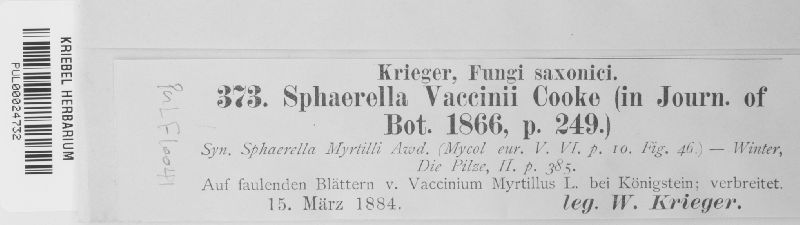 KRIEBEL HERBARIUM
PUL00024732
PUL F10041
Krieger, Fungi saxonici.
373. Sphaerella Vaccinii Cooke (in Journ. of
Bot. 1866, p. 249.)
Syn. Sphaerella Myrtilli Awd. (Mycol eur. V. VI. p. 10. Fig. 46.) — Winter,
Die Pilze, II. p. 385.
Auf faulenden Blättern v. Vaccinium Myrtillus L. bei Königstein; verbreitet.
15. März 1884. leg. W. Krieger.